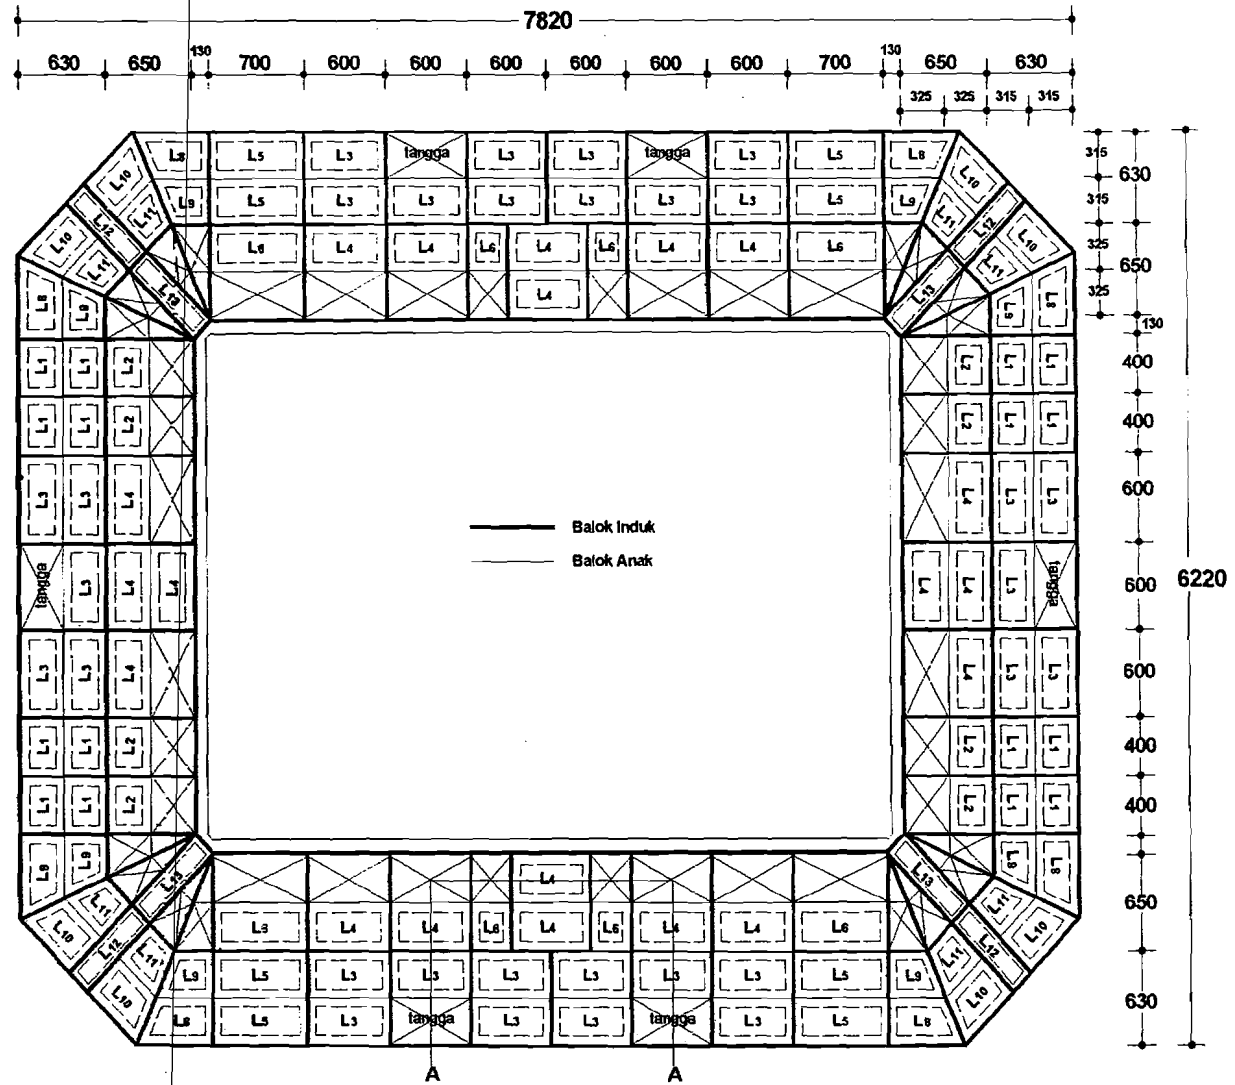 7820
630 650 130 700 600 600 600 600 600 600 700 130 650 630
325 325 315 315
L8 L5 L3 tangga L3 L3 tangga L3 L5 L8
315 630
L10 L10
L9 L5 L3 L3 L3 L3 L3 L3 L5 L9
315
L11 L12 L12 L11
L10 L11 L6 L4 L4 L6 L4 L6 L4 L4 L6 L11 L10
325 650
L8 L9 L13 L4 L13 L9 L8
325
130
L1 L1 L2 L2 L1 L1
400
L1 L1 L2 L2 L1 L1
400
L3 L3 L4 L4 L3 L3
600
Balok Induk
Balok Anak
tangga L3 L4 L4 L4 L4 L3 tangga
600 6220
L3 L3 L4 L4 L3 L3
600
L1 L1 L2 L2 L1 L1
400
L1 L1 L2 L2 L1 L1
400
L9 L9 L13 L4 L13 L8 L8
L10 L11 L6 L4 L4 L6 L4 L6 L4 L4 L6 L11 L10
650
L12 L11 L11 L12
L9 L5 L3 L3 L3 L3 L3 L3 L5 L9
L10 L10
630
L8 L5 L3 tangga L3 L3 tangga L3 L5 L8
A A